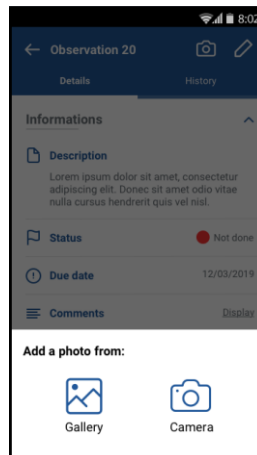 8:02
Observation 20
Details History
Informations
Description
Lorem ipsum dolor sit amet, consectetur
adipiscing elit. Donec sit amet odio vitae
nulla cursus hendrerit quis vel nisl.
Status Not done
Due date 12/03/2019
Comments Display
Add a photo from:
Gallery Camera